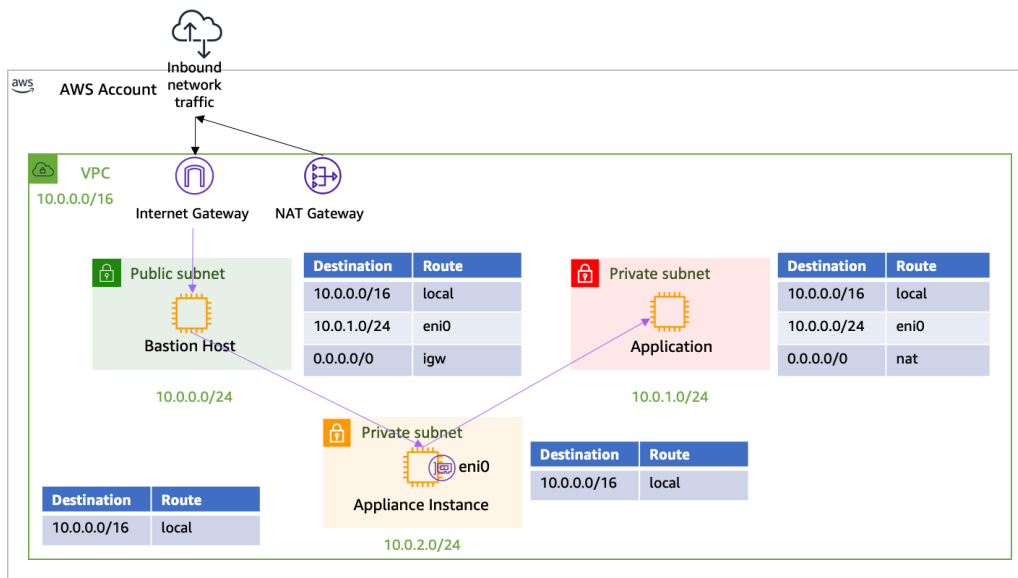 Inbound
network
traffic
aws
AWS Account
VPC
10.0.0.0/16
Internet Gateway
NAT Gateway
Public subnet
Bastion Host
10.0.0.0/24
Destination Route
10.0.0.0/16 local
10.0.1.0/24 eni0
0.0.0.0/0 igw
Private subnet
Application
10.0.1.0/24
Destination Route
10.0.0.0/16 local
10.0.0.0/24 eni0
0.0.0.0/0 nat
Private subnet
eni0
Appliance Instance
10.0.2.0/24
Destination Route
10.0.0.0/16 local
Destination Route
10.0.0.0/16 local